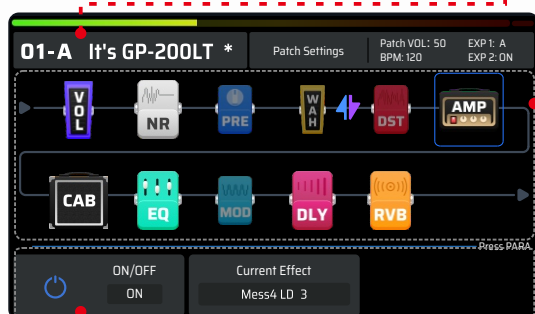 01-A It's GP-200LT *
Patch Settings
Patch VOL: 50 EXP 1: A
BPM: 120 EXP 2: ON
VOL NR PRE WAH DST AMP
CAB EQ MOD DLY RVB
Press PARA
ON/OFF
ON
Current Effect
Mess4 LD 3